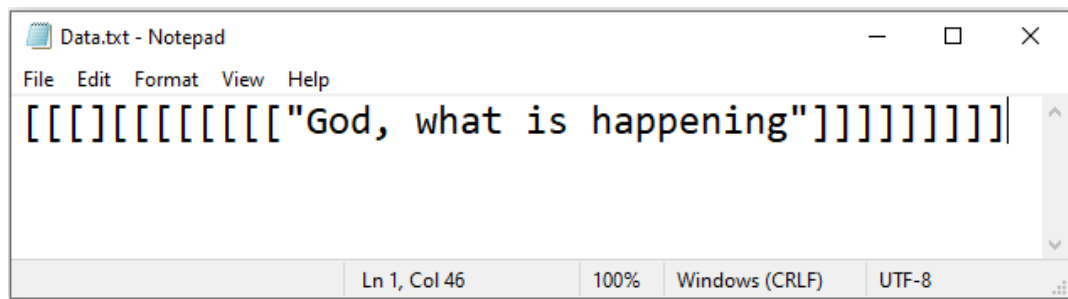 Data.txt - Notepad
File Edit Format View Help
[[[][[[[[[[["God, what is happening"]]]]]]]]]
Ln 1, Col 46 100% Windows (CRLF) UTF-8